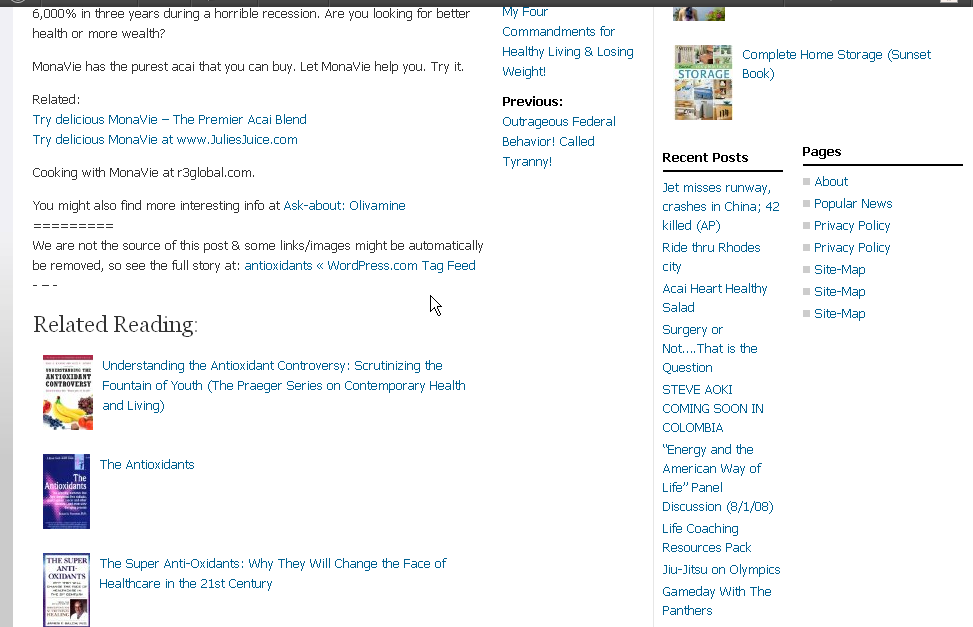 6,000% in three years during a horrible recession. Are you looking for better
health or more wealth?
MonaVie has the purest acai that you can buy. Let MonaVie help you. Try it.
Related:
Try delicious MonaVie – The Premier Acai Blend
Try delicious MonaVie at www.JuliesJuice.com
Cooking with MonaVie at r3global.com.
You might also find more interesting info at Ask-about: Olivamine
=========
We are not the source of this post & some links/images might be automatically
be removed, so see the full story at: antioxidants « WordPress.com Tag Feed
- – -
Related Reading:
UNDERSTANDING THE
ANTIOXIDANT
CONTROVERSY
Understanding the Antioxidant Controversy: Scrutinizing the
Fountain of Youth (The Praeger Series on Contemporary Health
and Living)
The
Antioxidants
The Antioxidants
THE SUPER
ANTI-
OXIDANTS
The Super Anti-Oxidants: Why They Will Change the Face of
Healthcare in the 21st Century
My Four
Commandments for
Healthy Living & Losing
Weight!
Previous:
Outrageous Federal
Behavior! Called
Tyranny!
STORAGE
Complete Home Storage (Sunset
Book)
Recent Posts
Jet misses runway,
crashes in China; 42
killed (AP)
Ride thru Rhodes
city
Acai Heart Healthy
Salad
Surgery or
Not….That is the
Question
STEVE AOKI
COMING SOON IN
COLOMBIA
“Energy and the
American Way of
Life” Panel
Discussion (8/1/08)
Life Coaching
Resources Pack
Jiu-Jitsu on Olympics
Gameday With The
Panthers
Pages
About
Popular News
Privacy Policy
Privacy Policy
Site-Map
Site-Map
Site-Map